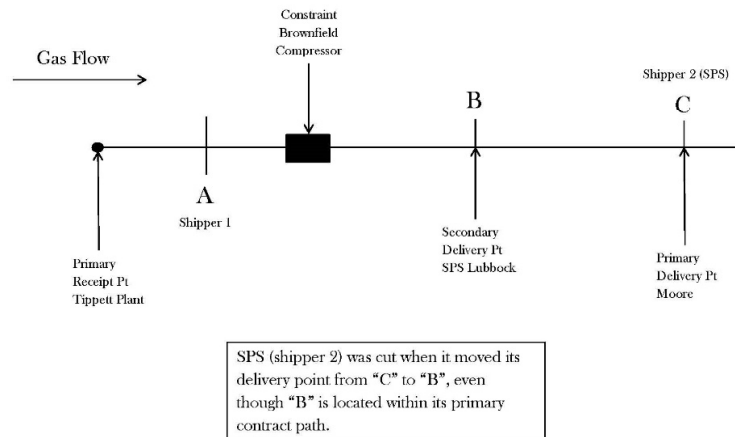 Constraint
Brownfield
Compressor
Gas Flow
Shipper 2 (SPS)
B
C
A
Shipper 1
Primary
Receipt Pt
Tippett Plant
Secondary
Delivery Pt
SPS Lubbock
Primary
Delivery Pt
Moore
SPS (shipper 2) was cut when it moved its
delivery point from “C” to “B”, even
though “B” is located within its primary
contract path.